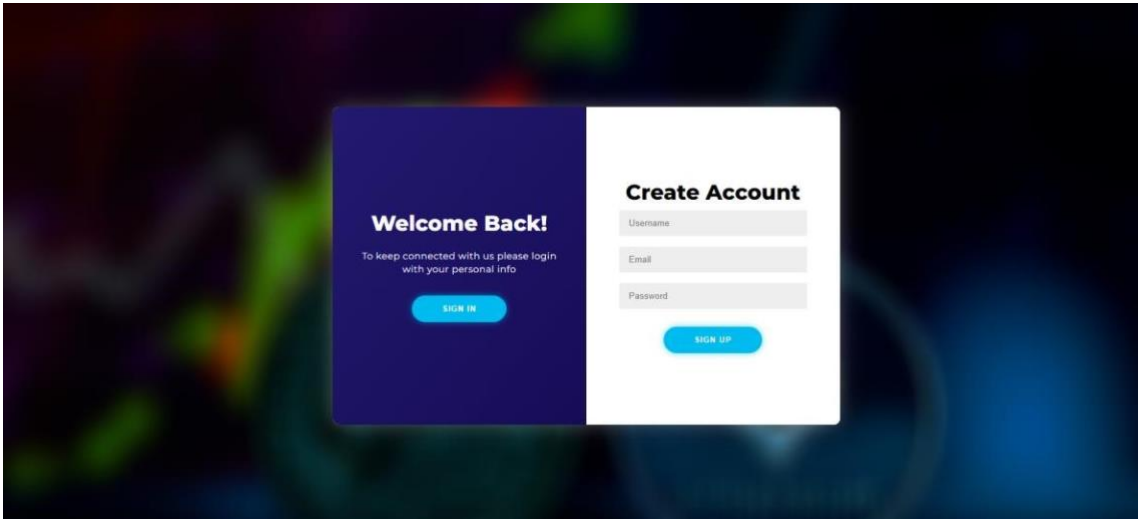 Welcome Back!
To keep connected with us please login
with your personal info
SIGN IN
Create Account
Username
Email
Password
SIGN UP